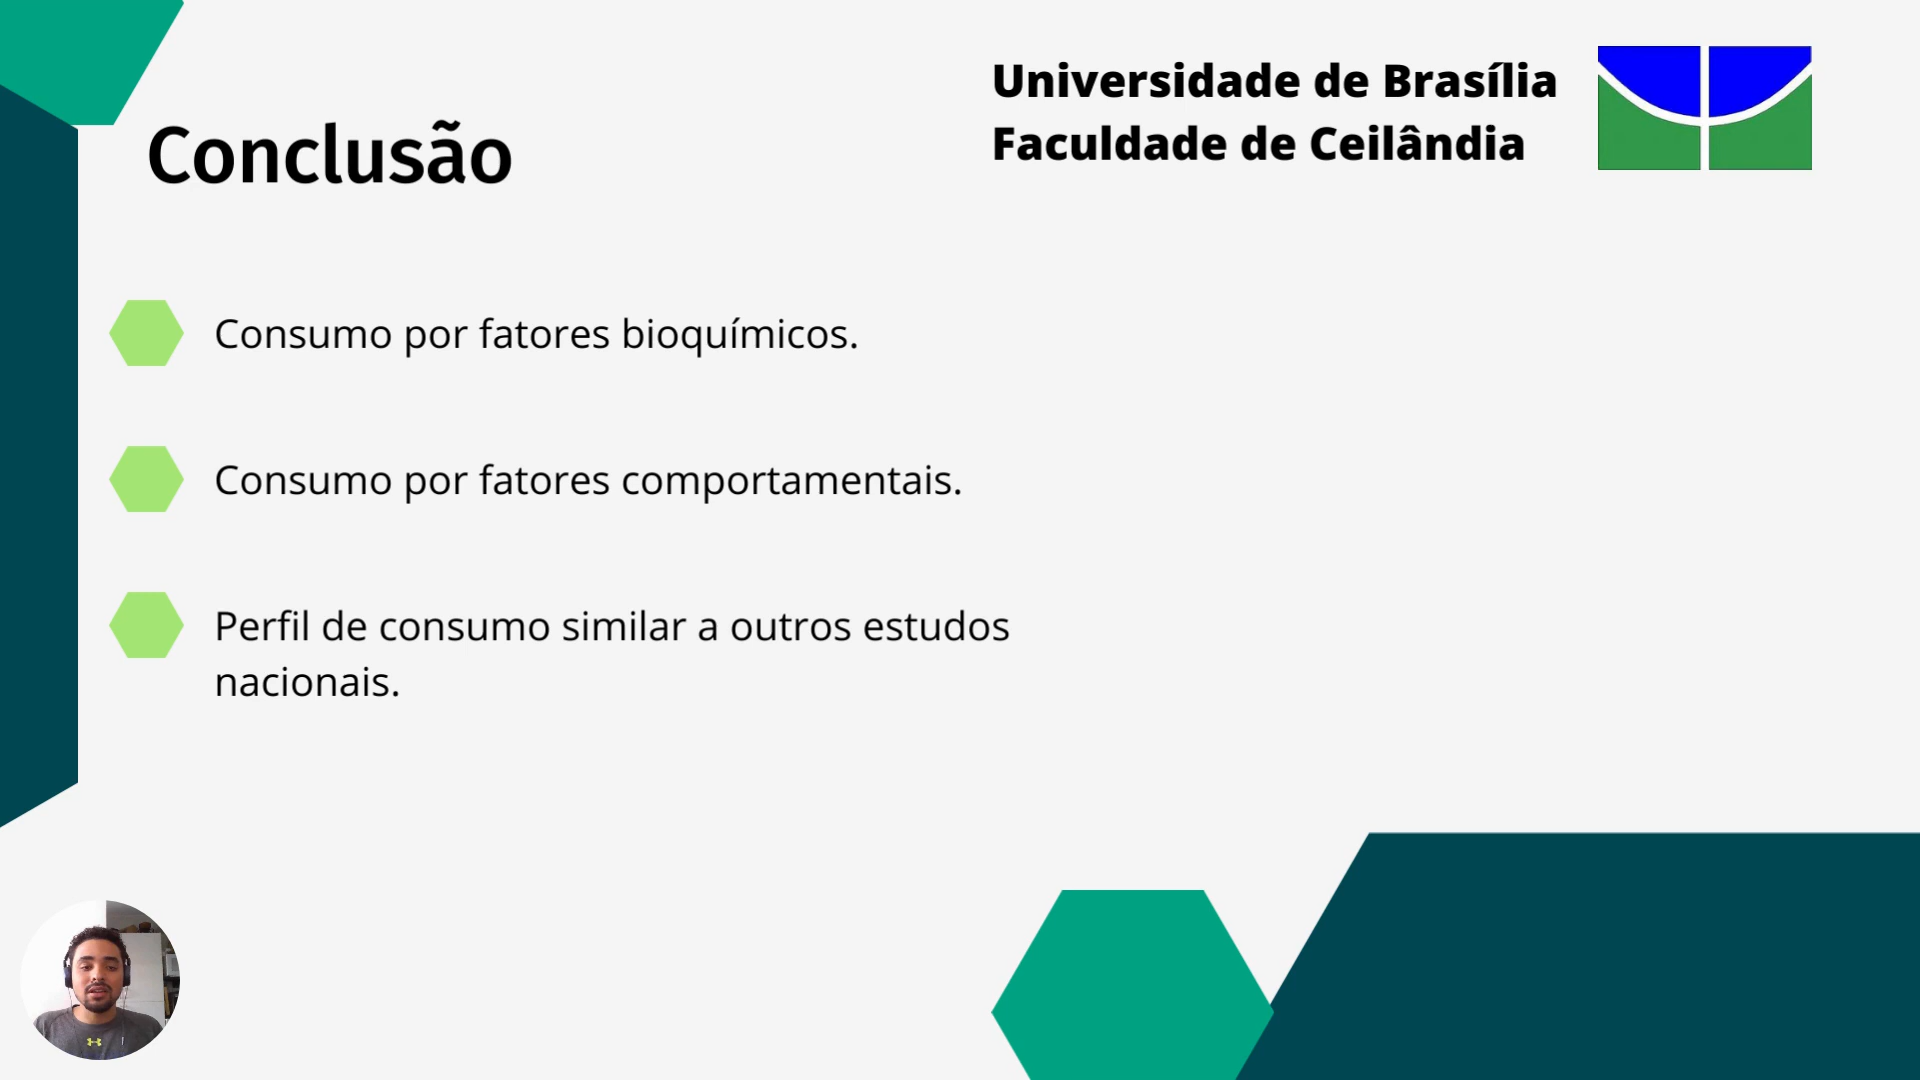 Universidade de Brasília
Faculdade de Ceilândia
Conclusão
Consumo por fatores bioquímicos.
Consumo por fatores comportamentais.
Perfil de consumo similar a outros estudos
nacionais.